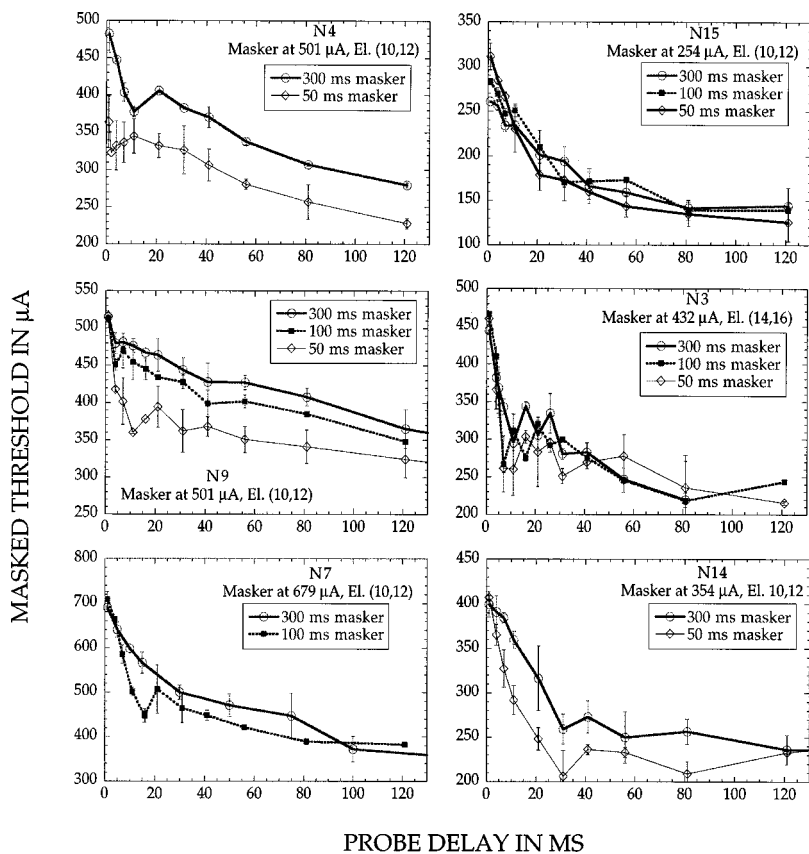 MASKED THRESHOLD IN µA
N4
Masker at 501 µA, El. (10,12)
300 ms masker
50 ms masker
500
450
400
350
300
250
200
0 20 40 60 80 100 120
N15
Masker at 254 µA, El. (10,12)
300 ms masker
100 ms masker
50 ms masker
350
300
250
200
150
100
0 20 40 60 80 100 120
550
500
450
400
350
300
250
300 ms masker
100 ms masker
50 ms masker
N9
Masker at 501 µA, El. (10,12)
0 20 40 60 80 100 120
N3
Masker at 432 µA, El. (14,16)
300 ms masker
100 ms masker
50 ms masker
500
450
400
350
300
250
200
0 20 40 60 80 100 120
N7
Masker at 679 µA, El. (10,12)
300 ms masker
100 ms masker
800
700
600
500
400
300
0 20 40 60 80 100 120
N14
Masker at 354 µA, El. 10,12)
300 ms masker
50 ms masker
450
400
350
300
250
200
0 20 40 60 80 100 120
PROBE DELAY IN MS